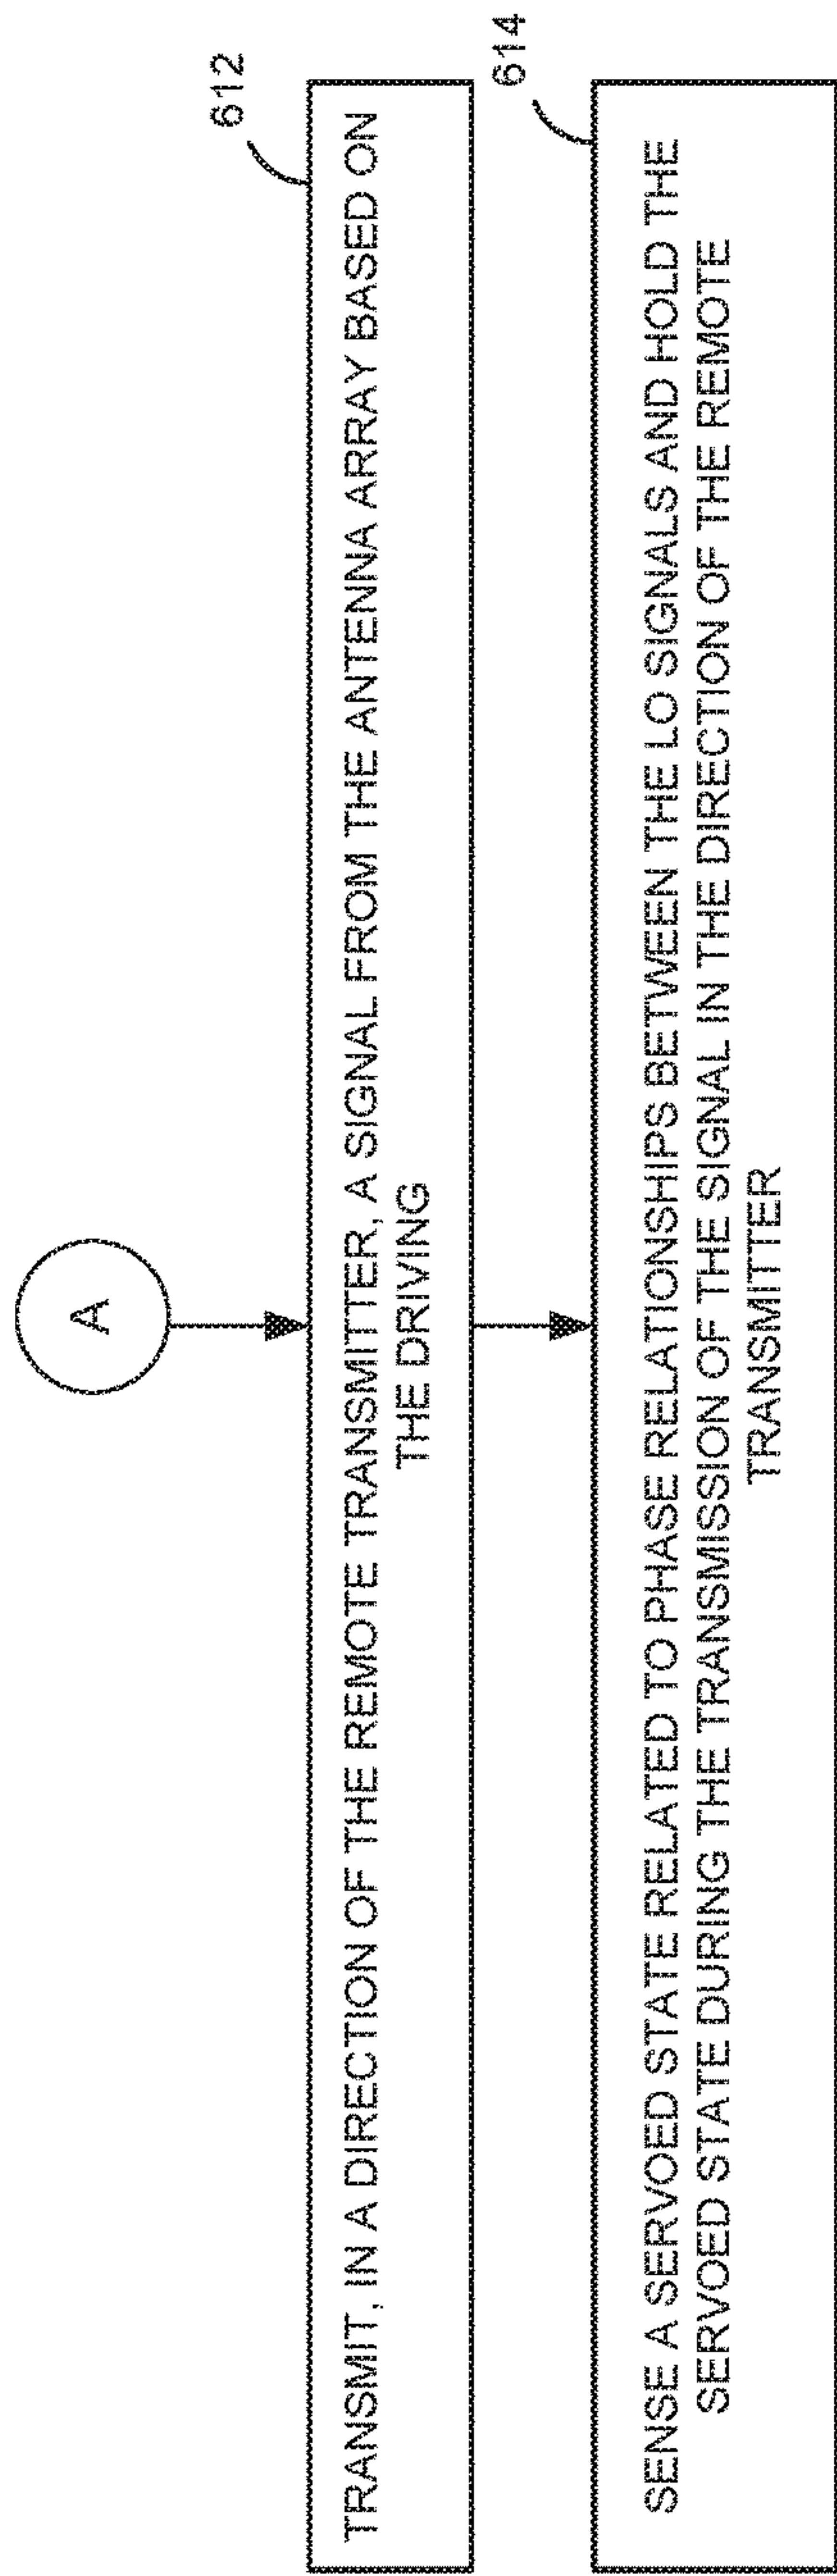 A
612
TRANSMIT, IN A DIRECTION OF THE REMOTE TRANSMITTER, A SIGNAL FROM THE ANTENNA ARRAY BASED ON
THE DRIVING
614
SENSE A SERVOED STATE RELATED TO PHASE RELATIONSHIPS BETWEEN THE LO SIGNALS AND HOLD THE
SERVOED STATE DURING THE TRANSMISSION OF THE SIGNAL IN THE DIRECTION OF THE REMOTE
TRANSMITTER